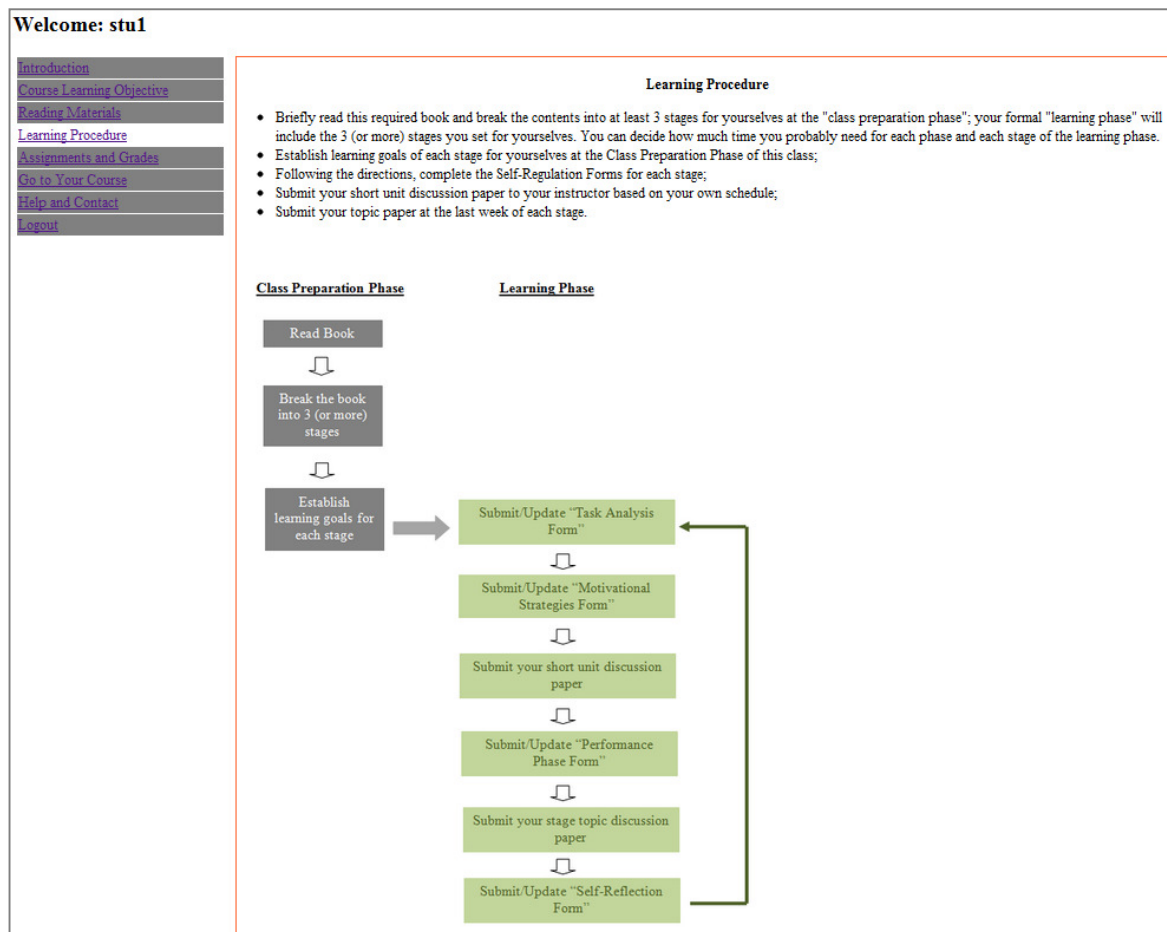 Welcome: stu1
Introduction
Course Learning Objective
Reading Materials
Learning Procedure
Assignments and Grades
Go to Your Course
Help and Contact
Logout
Learning Procedure
• Briefly read this required book and break the contents into at least 3 stages for yourselves at the "class preparation phase"; your formal "learning phase" will
include the 3 (or more) stages you set for yourselves. You can decide how much time you probably need for each phase and each stage of the learning phase.
• Establish learning goals of each stage for yourselves at the Class Preparation Phase of this class;
• Following the directions, complete the Self-Regulation Forms for each stage;
• Submit your short unit discussion paper to your instructor based on your own schedule;
• Submit your topic paper at the last week of each stage.
Class Preparation Phase
Learning Phase
Read Book
Break the book
into 3 (or more)
stages
Establish
learning goals for
each stage
Submit/Update “Task Analysis
Form”
Submit/Update “Motivational
Strategies Form”
Submit your short unit discussion
paper
Submit/Update “Performance
Phase Form”
Submit your stage topic discussion
paper
Submit/Update “Self-Reflection
Form”